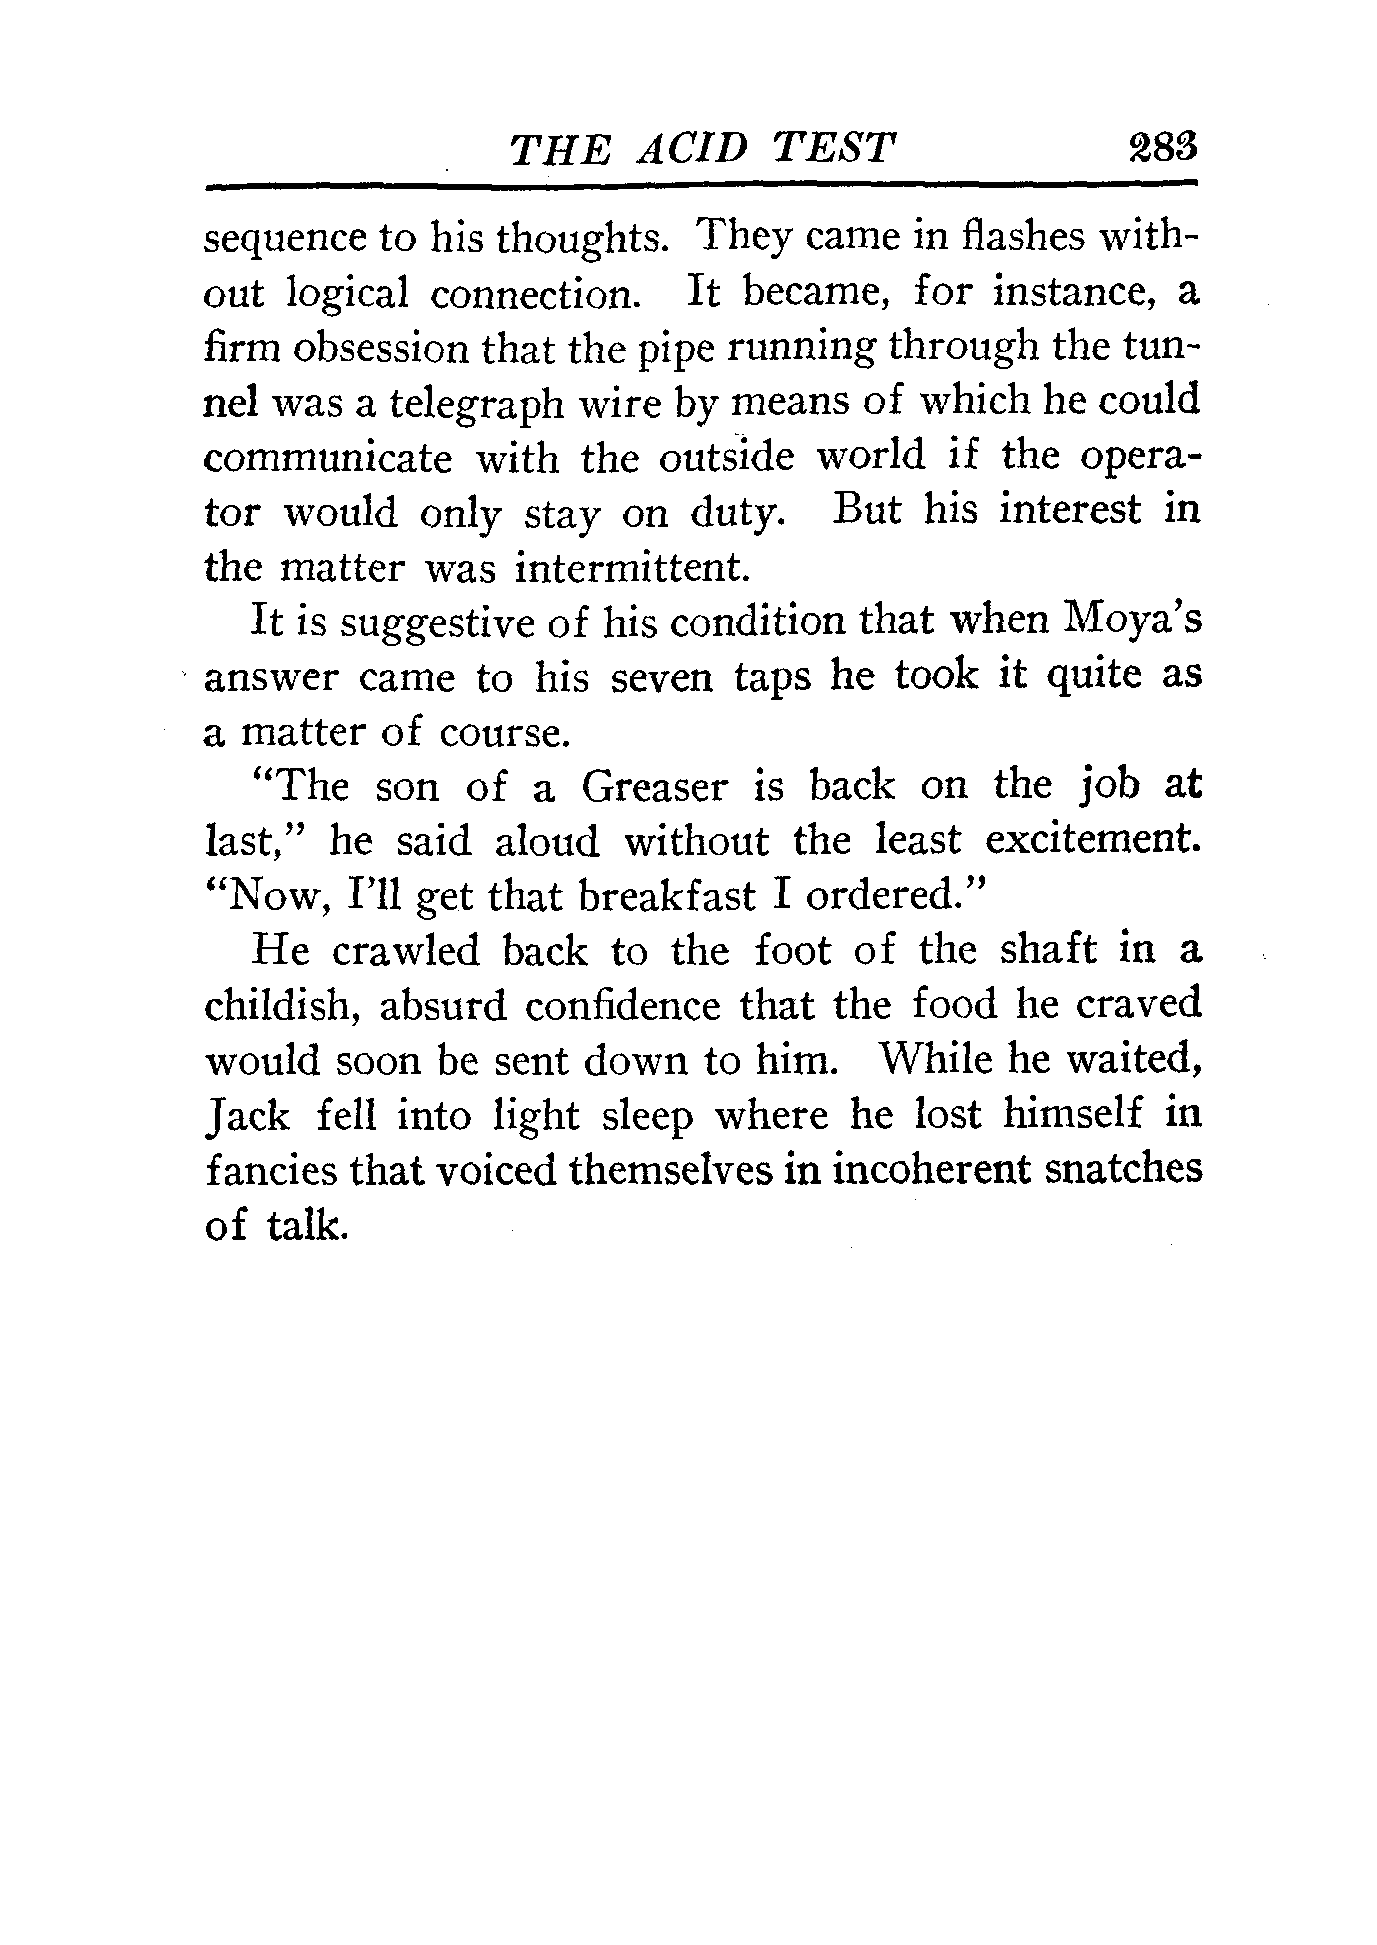 THE ACID TEST 283
sequence to his thoughts. They came in flashes with-
out logical connection. It became, for instance, a
firm obsession that the pipe running through the tun-
nel was a telegraph wire by means of which he could
communicate with the outside world if the opera-
tor would only stay on duty. But his interest in
the matter was intermittent.
It is suggestive of his condition that when Moya's
answer came to his seven taps he took it quite as
a matter of course.
"The son of a Greaser is back on the job at
last," he said aloud without the least excitement.
"Now, I'll get that breakfast I ordered."
He crawled back to the foot of the shaft in a
childish, absurd confidence that the food he craved
would soon be sent down to him. While he waited,
Jack fell into light sleep where he lost himself in
fancies that voiced themselves in incoherent snatches
of talk.